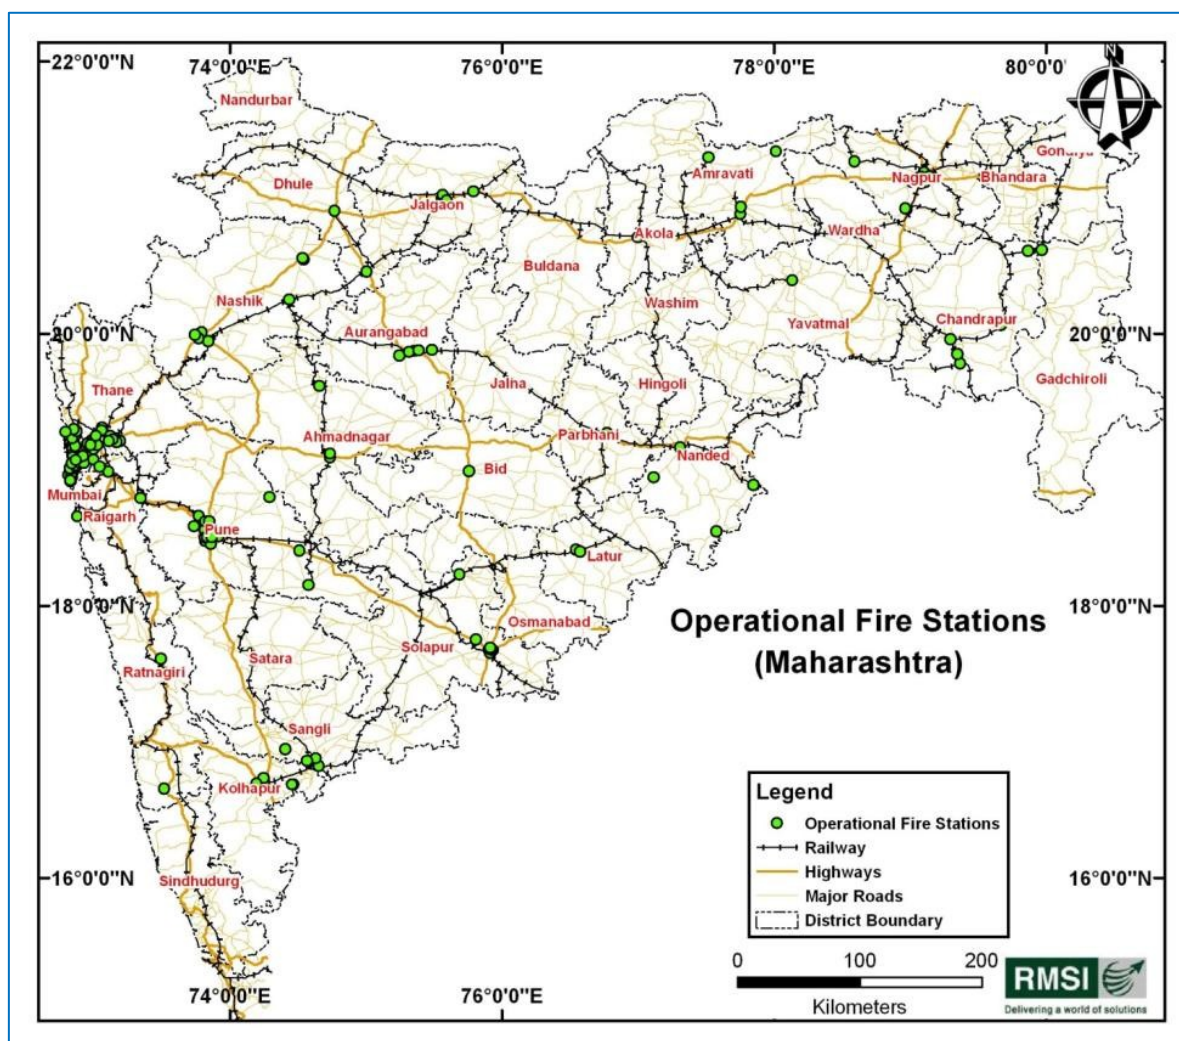 22°0'0"N
74°0'0"E
76°0'0"E
78°0'0"E
80°0'
N
Nandurbar
Dhule
Jalgaon
Amravati
Nagpur
Bhandara
Akola
Wardha
Buldana
Nashik
Washim
Yavatmal
Chandrapur
Aurangabad
20°0'0"N
20°0'0"N
Thane
Jalna
Hingoli
Gadchiroli
Ahmadnagar
Parbhani
Nanded
Bid
Mumbai
Raigarh
Pune
Latur
18°0'0"N
18°0'0"N
Operational Fire Stations
(Maharashtra)
Osmanabad
Solapur
Satara
Ratnagiri
Sangli
Kolhapur
Sindhudurg
16°0'0"N
16°0'0"N
74°0'0"E
76°0'0"E
Legend
Operational Fire Stations
Railway
Highways
Major Roads
District Boundary
0 100 200
Kilometers
RMSI
Delivering a world of solutions